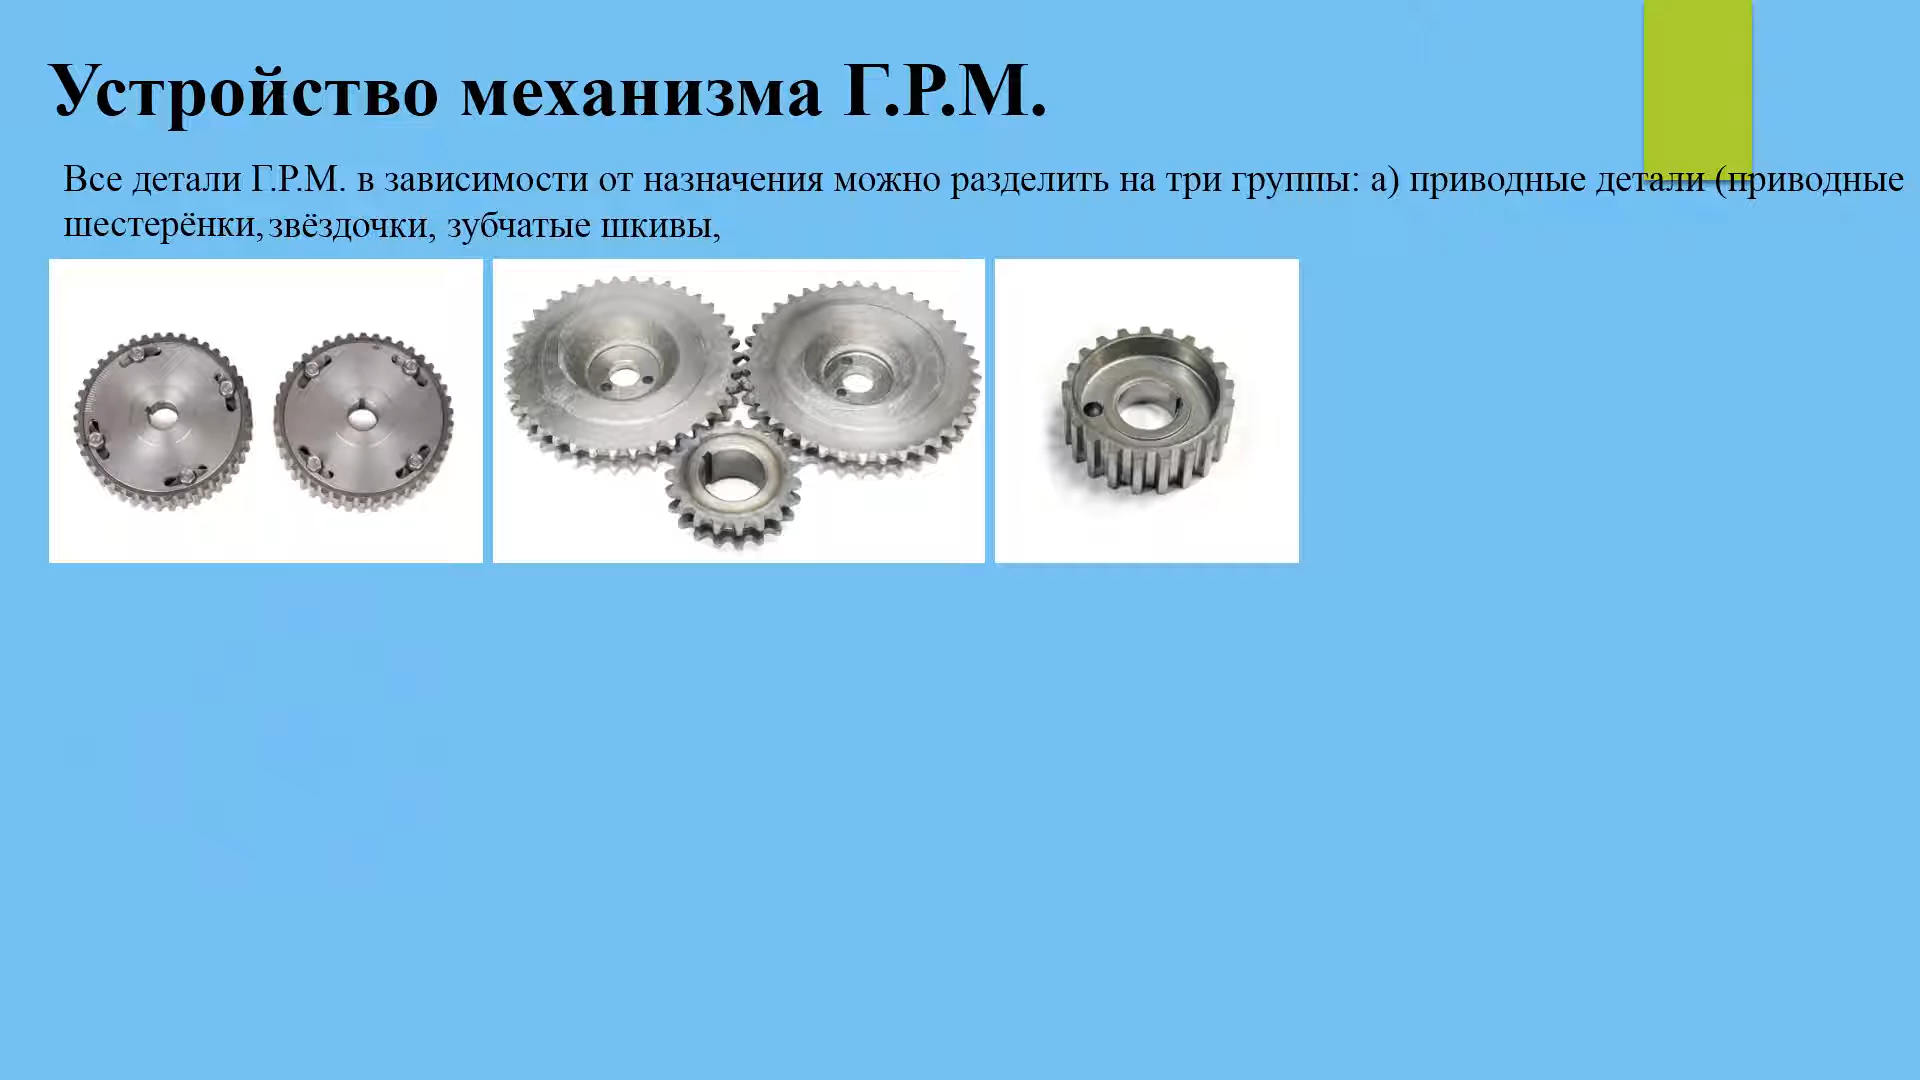 Устройство механизма Г.Р.М.
Все детали Г.Р.М. в зависимости от назначения можно разделить на три группы: а) приводные детали (приводные
шестерёнки, звёздочки, зубчатые шкивы,